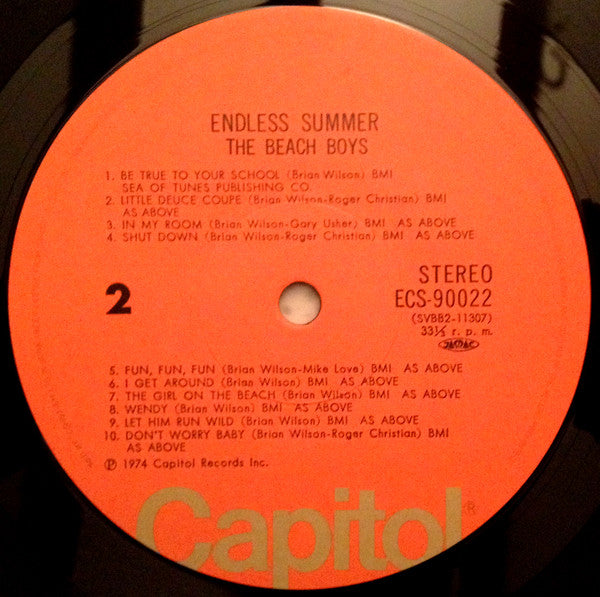 ENDLESS SUMMER
THE BEACH BOYS
1. BE TRUE TO YOUR SCHOOL (Brian Wilson) BMI
SEA OF TUNES PUBLISHING CO.
2. LITTLE DEUCE COUPE (Brian Wilson-Roger Christian) BMI
AS ABOVE
3. IN MY ROOM (Brian Wilson-Gary Usher) BMI AS ABOVE
4. SHUT DOWN (Brian Wilson-Roger Christian) BMI AS ABOVE
2
STEREO
ECS-90022
(SVBB2-11307)
33⅓ r. p. m.
JASRAC
5. FUN, FUN, FUN (Brian Wilson-Mike Love) BMI AS ABOVE
6. I GET AROUND (Brian Wilson) BMI AS ABOVE
7. THE GIRL ON THE BEACH (Brian Wilson) BMI AS ABOVE
8. WENDY (Brian Wilson) BMI AS ABOVE
9. LET HIM RUN WILD (Brian Wilson) BMI AS ABOVE
10. DON'T WORRY BABY (Brian Wilson-Roger Christian) BMI
AS ABOVE
℗ 1974 Capitol Records Inc.
Capitol®